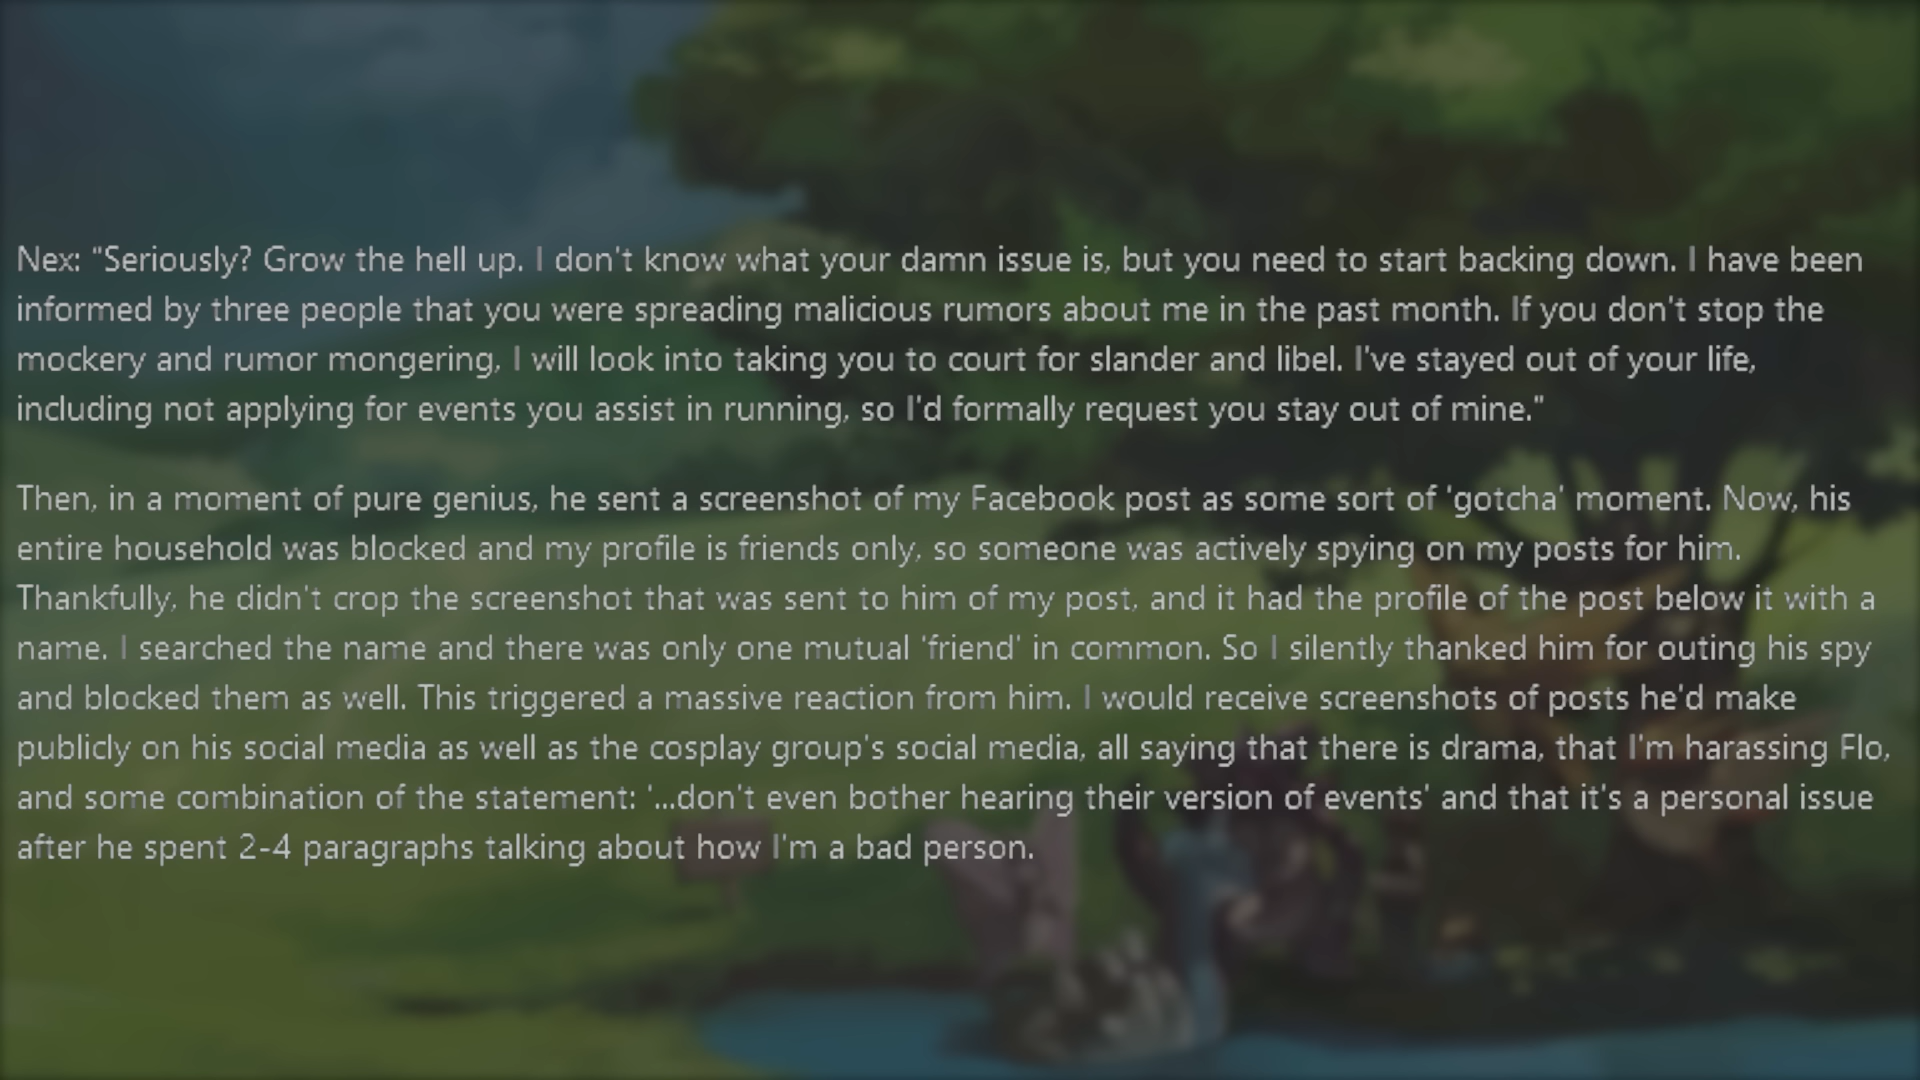 Nex: "Seriously? Grow the hell up. I don't know what your damn issue is, but you need to start backing down. I have been
informed by three people that you were spreading malicious rumors about me in the past month. If you don't stop the
mockery and rumor mongering, I will look into taking you to court for slander and libel. I've stayed out of your life,
including not applying for events you assist in running, so I'd formally request you stay out of mine."
Then, in a moment of pure genius, he sent a screenshot of my Facebook post as some sort of 'gotcha' moment. Now, his
entire household was blocked and my profile is friends only, so someone was actively spying on my posts for him.
Thankfully, he didn't crop the screenshot that was sent to him of my post, and it had the profile of the post below it with a
name. I searched the name and there was only one mutual 'friend' in common. So I silently thanked him for outing his spy
and blocked them as well. This triggered a massive reaction from him. I would receive screenshots of posts he'd make
publicly on his social media as well as the cosplay group's social media, all saying that there is drama, that I'm harassing Flo,
and some combination of the statement: '...don't even bother hearing their version of events' and that it's a personal issue
after he spent 2-4 paragraphs talking about how I'm a bad person.